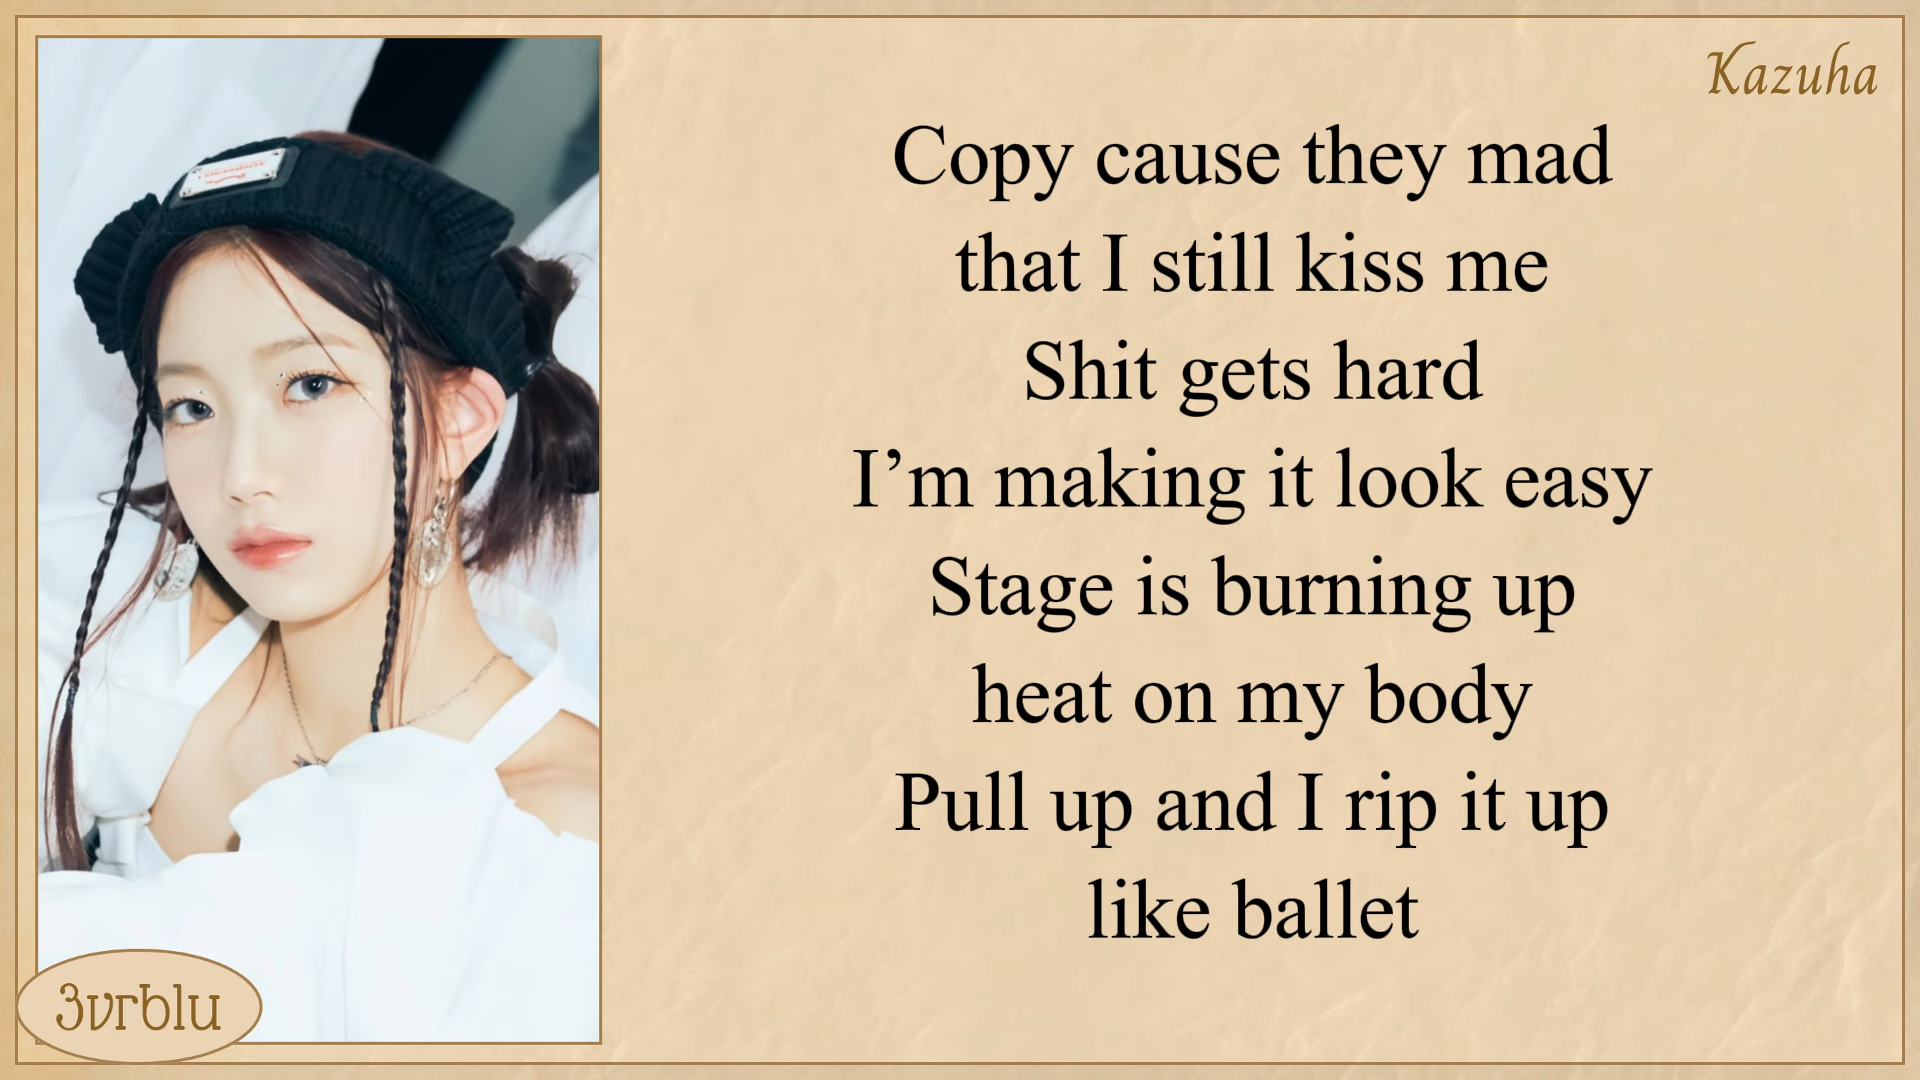 Kazuha
Copy cause they mad
that I still kiss me
Shit gets hard
I’m making it look easy
Stage is burning up
heat on my body
Pull up and I rip it up
like ballet
3vrblu